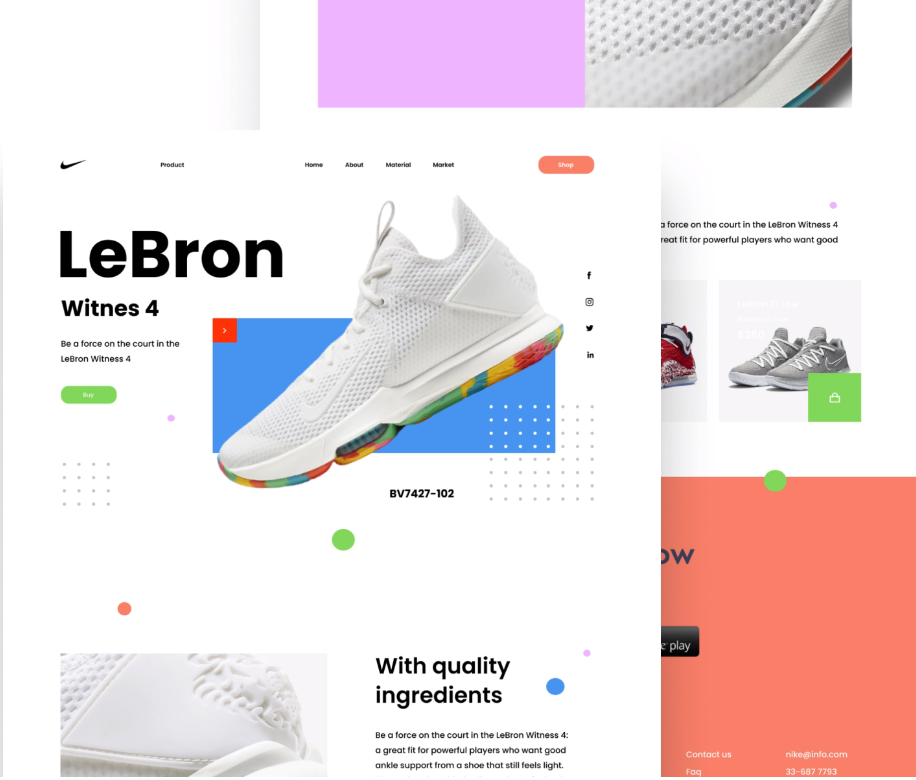 Product
Home
About
Material
Market
Shop
LeBron
Witnes 4
Be a force on the court in the
LeBron Witness 4
Buy
BV7427-102
With quality
ingredients
Be a force on the court in the LeBron Witness 4:
a great fit for powerful players who want good
ankle support from a shoe that still feels light.
a force on the court in the LeBron Witness 4
reat fit for powerful players who want good
$350
ow
play
Contact us
nike@info.com
Faq
33-687 7793